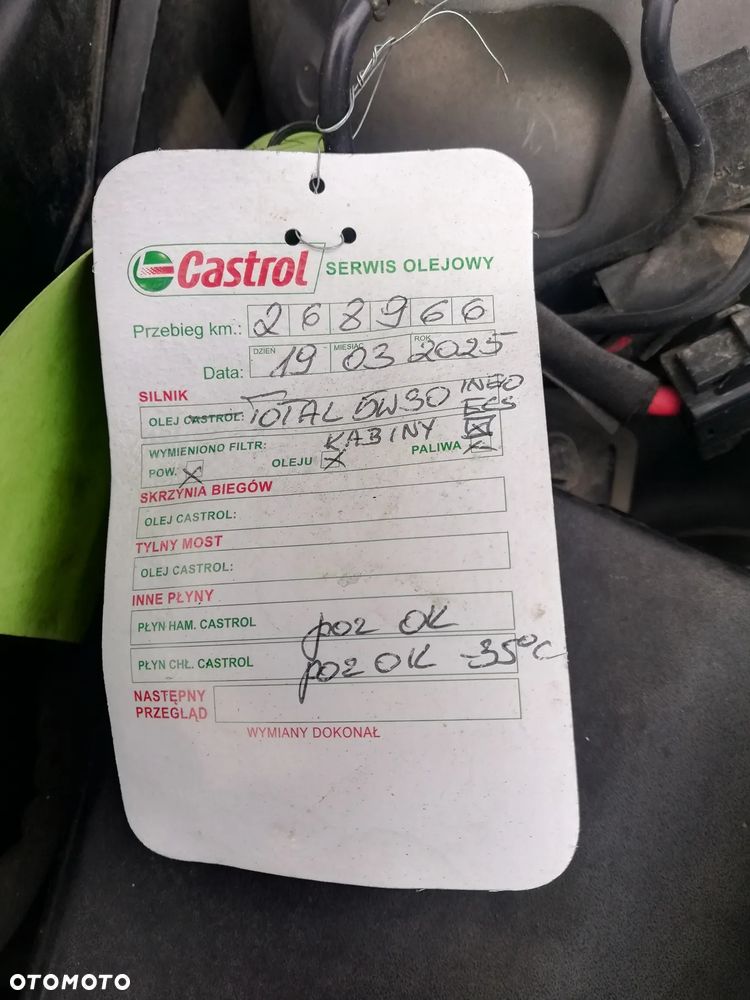 Castrol SERWIS OLEJOWY
Przebieg km.: 268966
DZIEŃ MIESIĄC ROK
Data: 19 03 2025
SILNIK
OLEJ CASTROL: TOTAL 5W30 INEO ECS
WYMIENIONO FILTR: KABINY X
POW. X OLEJU X PALIWA X
SKRZYNIA BIEGÓW
OLEJ CASTROL:
TYLNY MOST
OLEJ CASTROL:
INNE PŁYNY
PŁYN HAM. CASTROL poz OK
PŁYN CHŁ. CASTROL poz OK -35°C
NASTĘPNY
PRZEGLĄD
WYMIANY DOKONAŁ
OTOMOTO